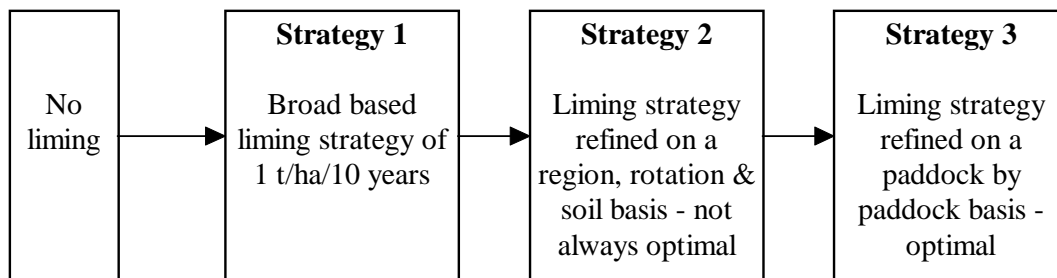 No
liming
Strategy 1
Broad based
liming strategy of
1 t/ha/10 years
Strategy 2
Liming strategy
refined on a
region, rotation &
soil basis - not
always optimal
Strategy 3
Liming strategy
refined on a
paddock by
paddock basis -
optimal